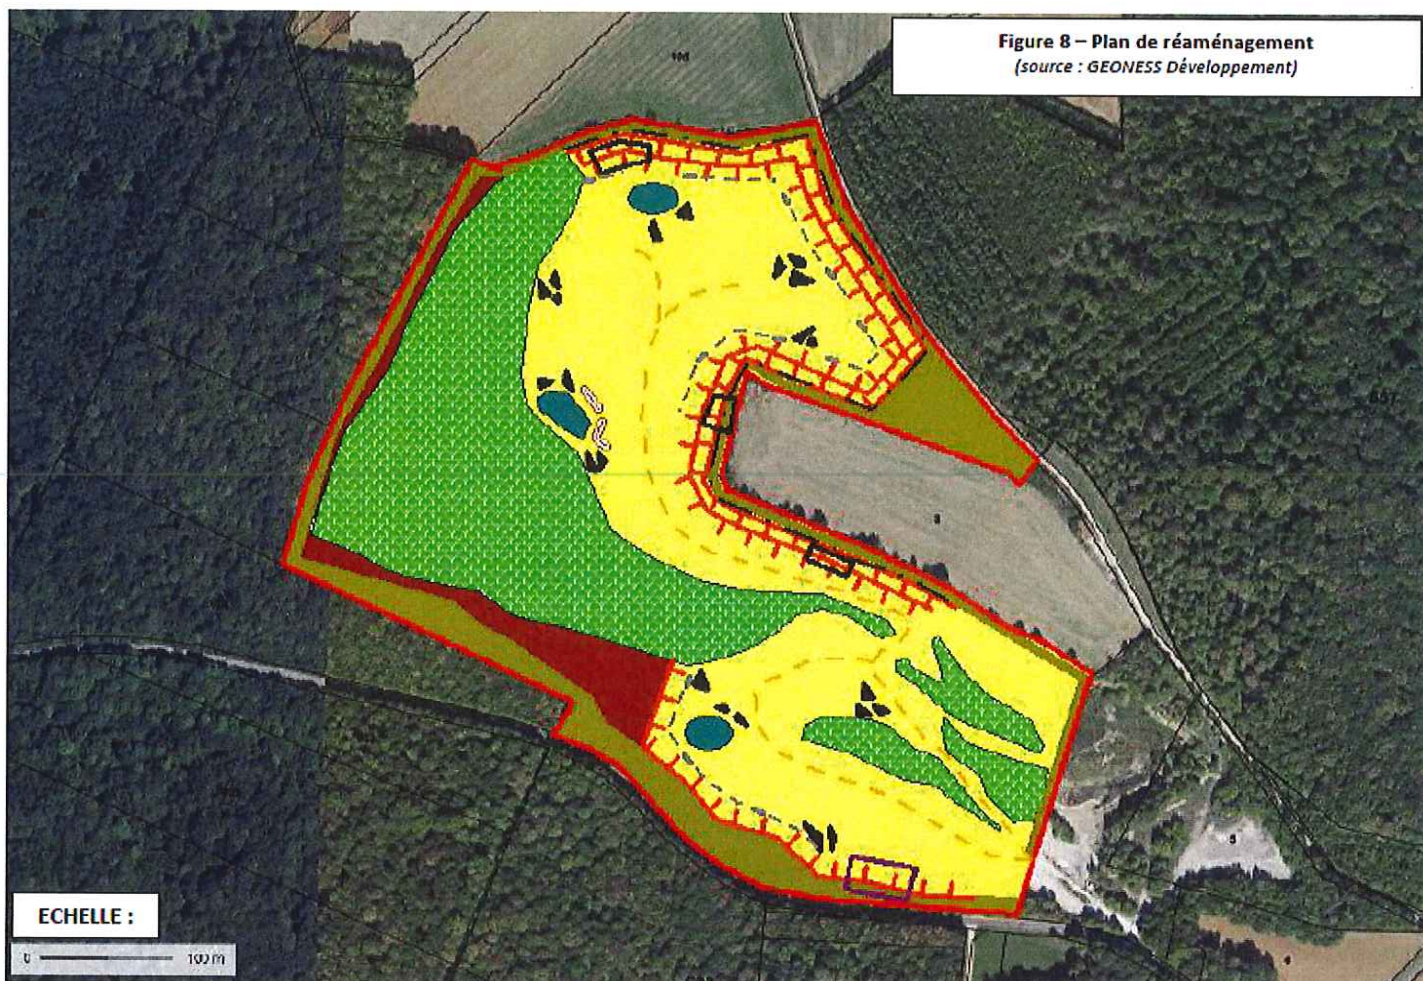 Figure 8 – Plan de réaménagement
(source : GEONESS Développement)
ECHELLE :
0 100 m